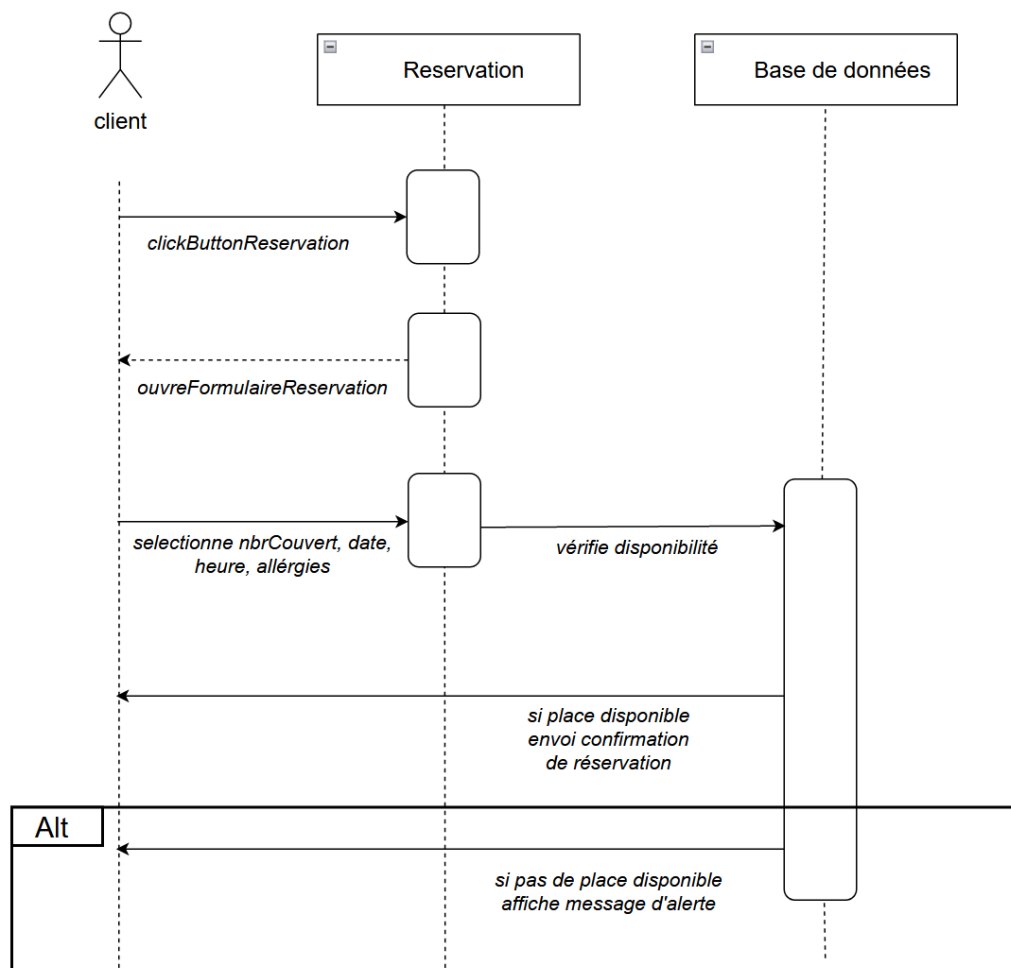 client
Reservation
Base de données
clickButtonReservation
ouvreFormulaireReservation
selectionne nbrCouvert, date,
heure, allérgies
vérifie disponibilité
si place disponible
envoi confirmation
de réservation
Alt
si pas de place disponible
affiche message d'alerte